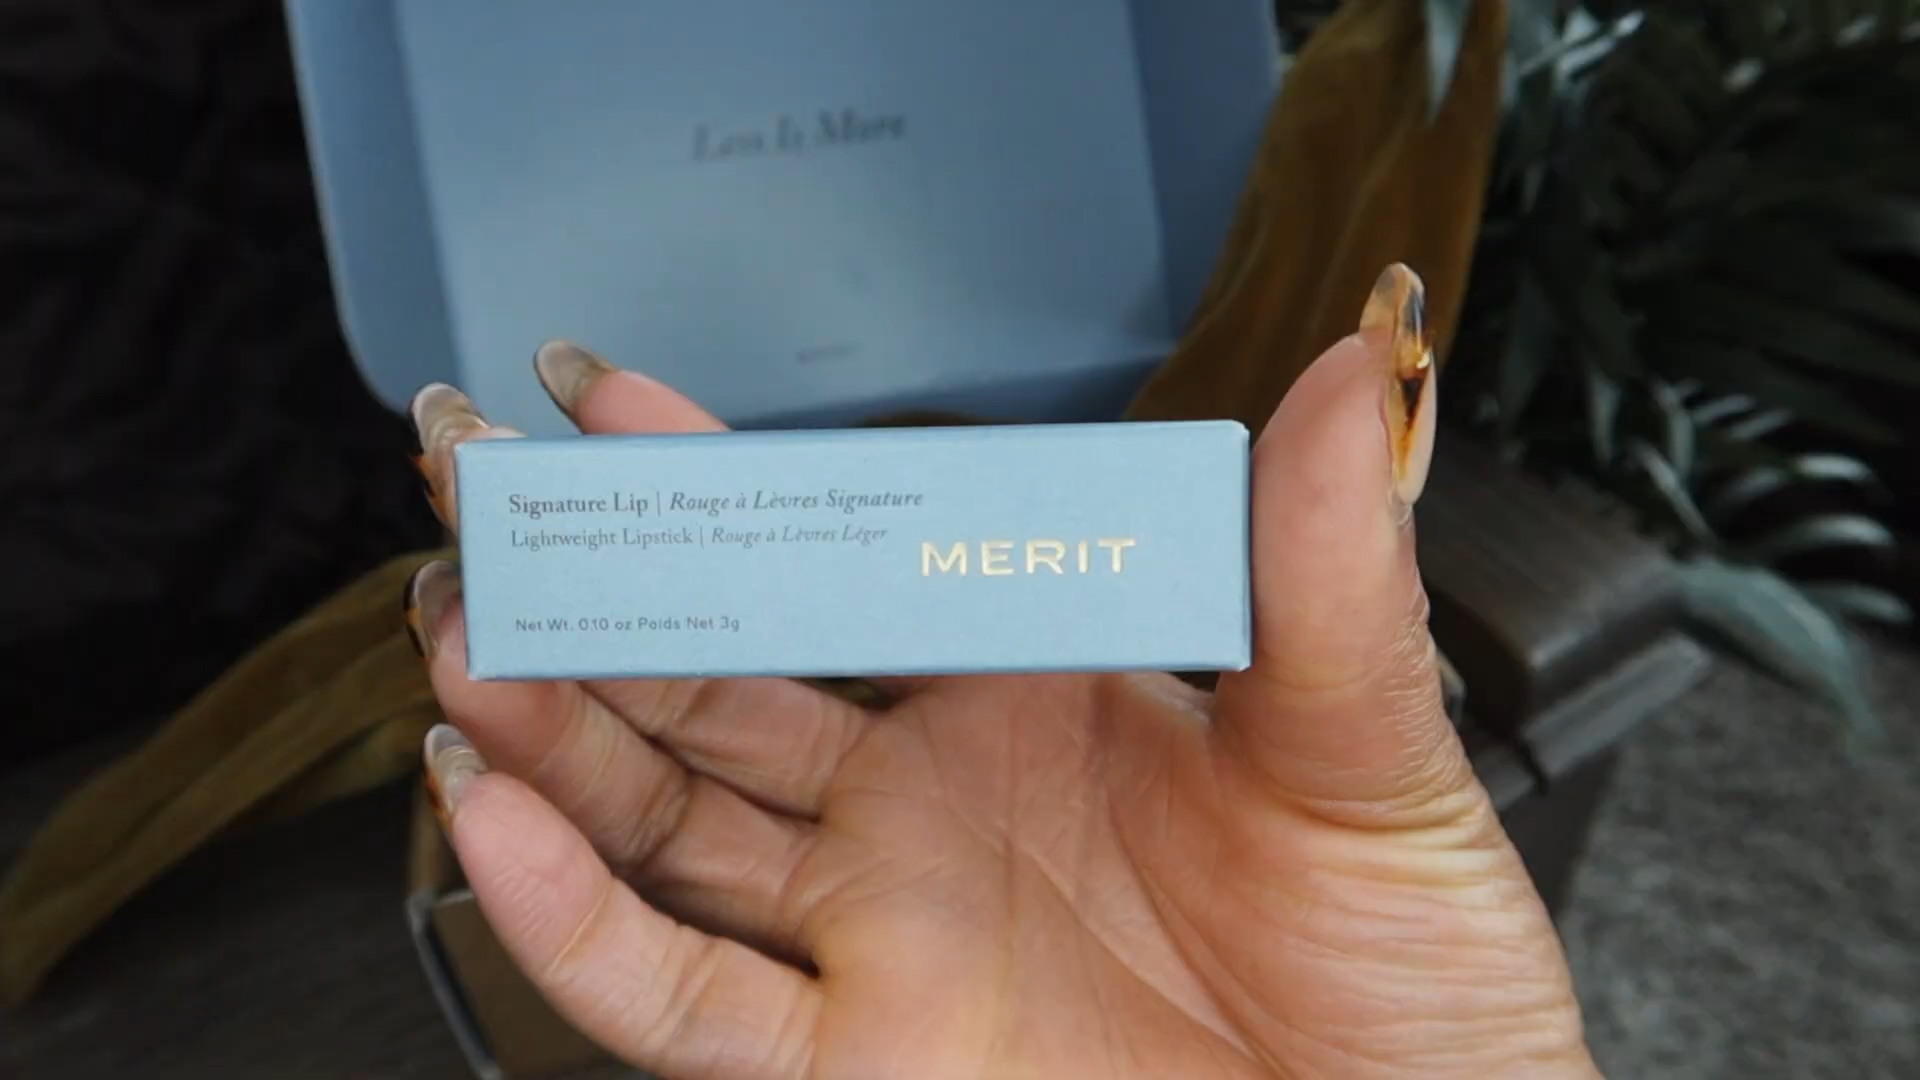 Less Is More
Signature Lip | Rouge à Lèvres Signature
Lightweight Lipstick | Rouge à Lèvres Léger
MERIT
Net Wt. 0.10 oz Poids Net 3g